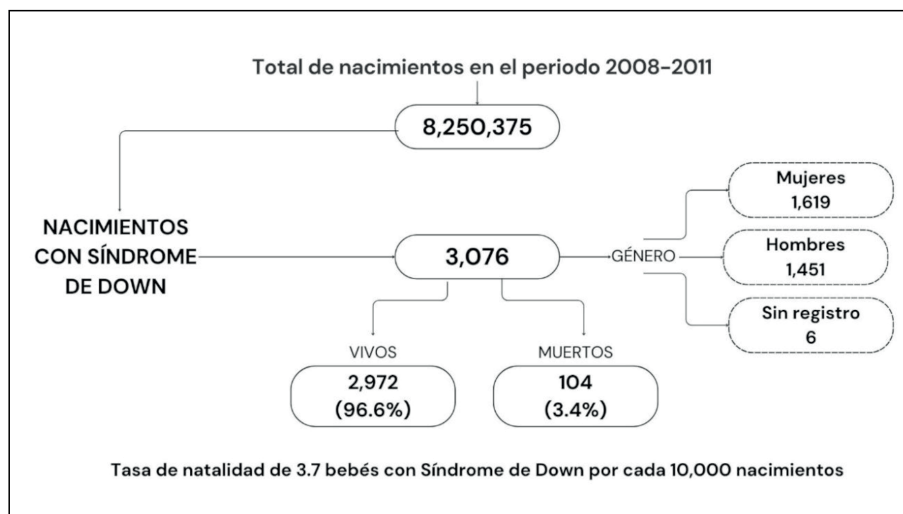 Total de nacimientos en el periodo 2008-2011
8,250,375
NACIMIENTOS
CON SÍNDROME
DE DOWN
3,076
GÉNERO
Mujeres
1,619
Hombres
1,451
Sin registro
6
VIVOS
2,972
(96.6%)
MUERTOS
104
(3.4%)
Tasa de natalidad de 3.7 bebés con Síndrome de Down por cada 10,000 nacimientos